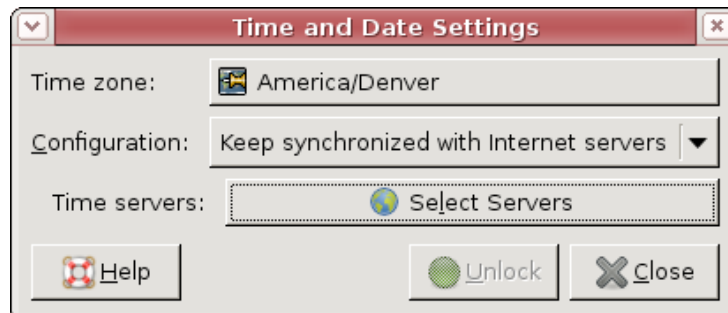 Time and Date Settings
Time zone: America/Denver
Configuration: Keep synchronized with Internet servers
Time servers: Select Servers
Help Unlock Close